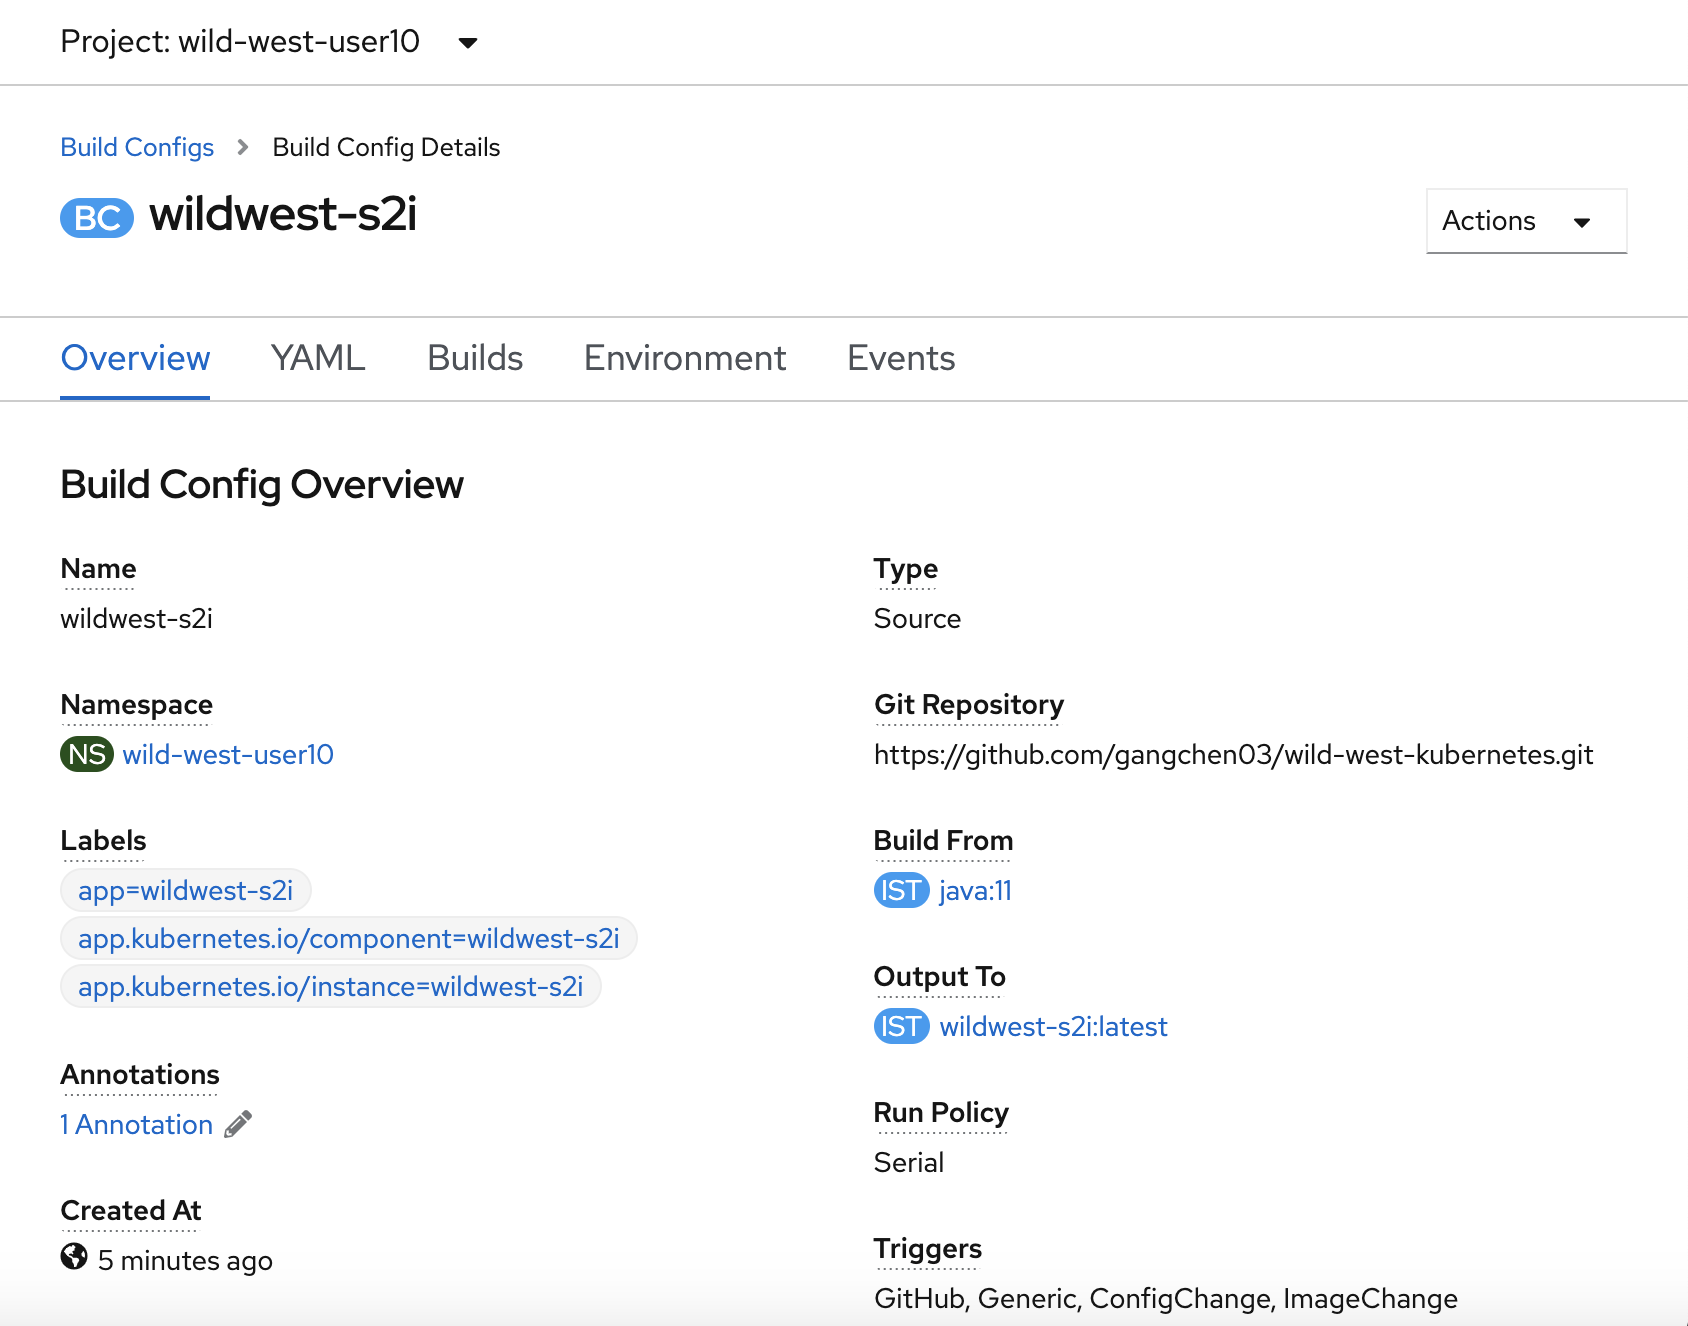 Project: wild-west-user10
Build Configs > Build Config Details
BC wildwest-s2i
Actions
Overview YAML Builds Environment Events
Build Config Overview
Name
wildwest-s2i
Namespace
NS wild-west-user10
Labels
app=wildwest-s2i
app.kubernetes.io/component=wildwest-s2i
app.kubernetes.io/instance=wildwest-s2i
Annotations
1 Annotation
Created At
5 minutes ago
Type
Source
Git Repository
https://github.com/gangchen03/wild-west-kubernetes.git
Build From
IST java:11
Output To
IST wildwest-s2i:latest
Run Policy
Serial
Triggers
GitHub, Generic, ConfigChange, ImageChange